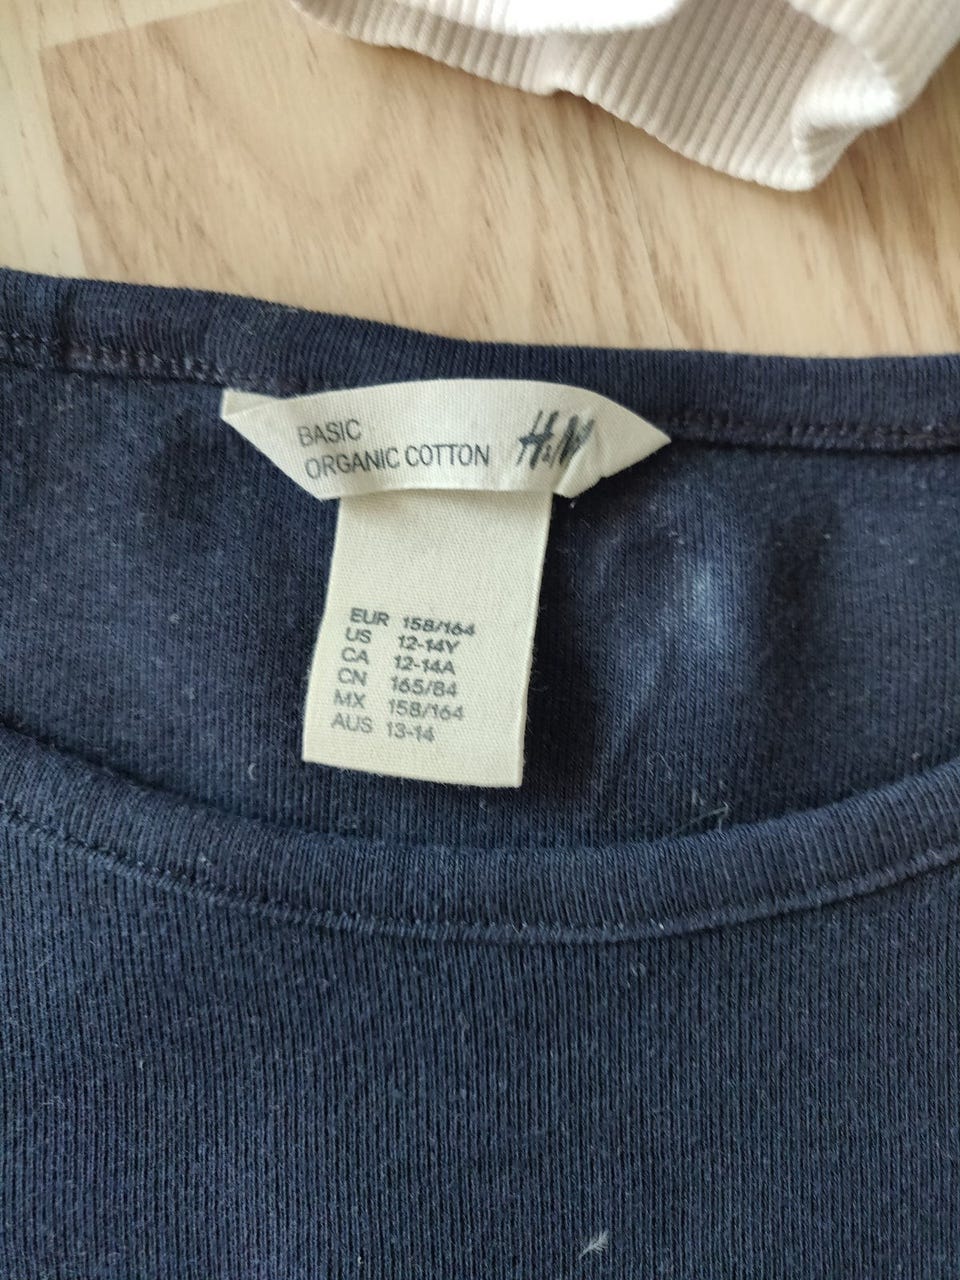 BASIC
ORGANIC COTTON H&M
EUR 158/164
US 12-14Y
CA 12-14A
CN 165/84
MX 158/164
AUS 13-14